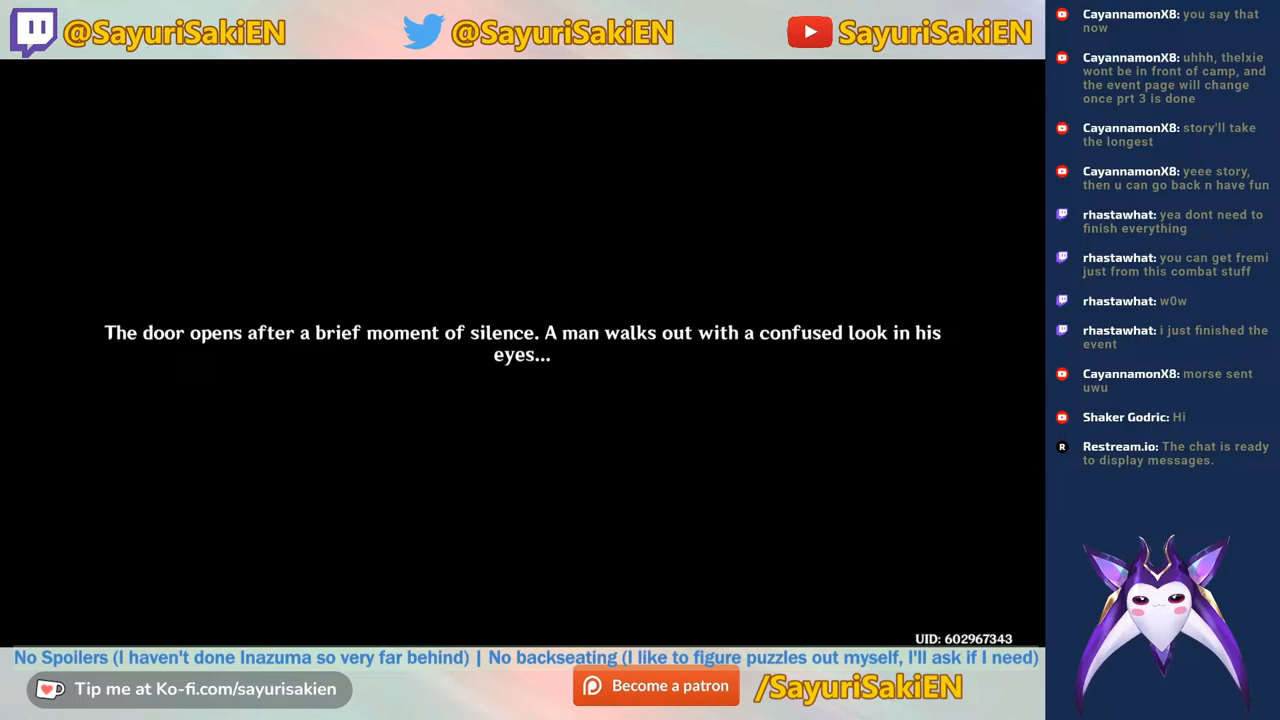 @SayuriSakiEN
@SayuriSakiEN
SayuriSakiEN
The door opens after a brief moment of silence. A man walks out with a confused look in his
eyes...
UID: 602967343
No Spoilers (I haven't done Inazuma so very far behind) | No backseating (I like to figure puzzles out myself, I'll ask if I need)
Tip me at Ko-fi.com/sayurisakien
Become a patron
/SayuriSakiEN
CayannamonX8: you say that
now
CayannamonX8: uhhh, thelxie
wont be in front of camp, and
the event page will change
once prt 3 is done
CayannamonX8: story'll take
the longest
CayannamonX8: yeee story,
then u can go back n have fun
rhastawhat: yea dont need to
finish everything
rhastawhat: you can get fremi
just from this combat stuff
rhastawhat: w0w
rhastawhat: i just finished the
event
CayannamonX8: morse sent
uwu
Shaker Godric: Hi
R
Restream.io: The chat is ready
to display messages.